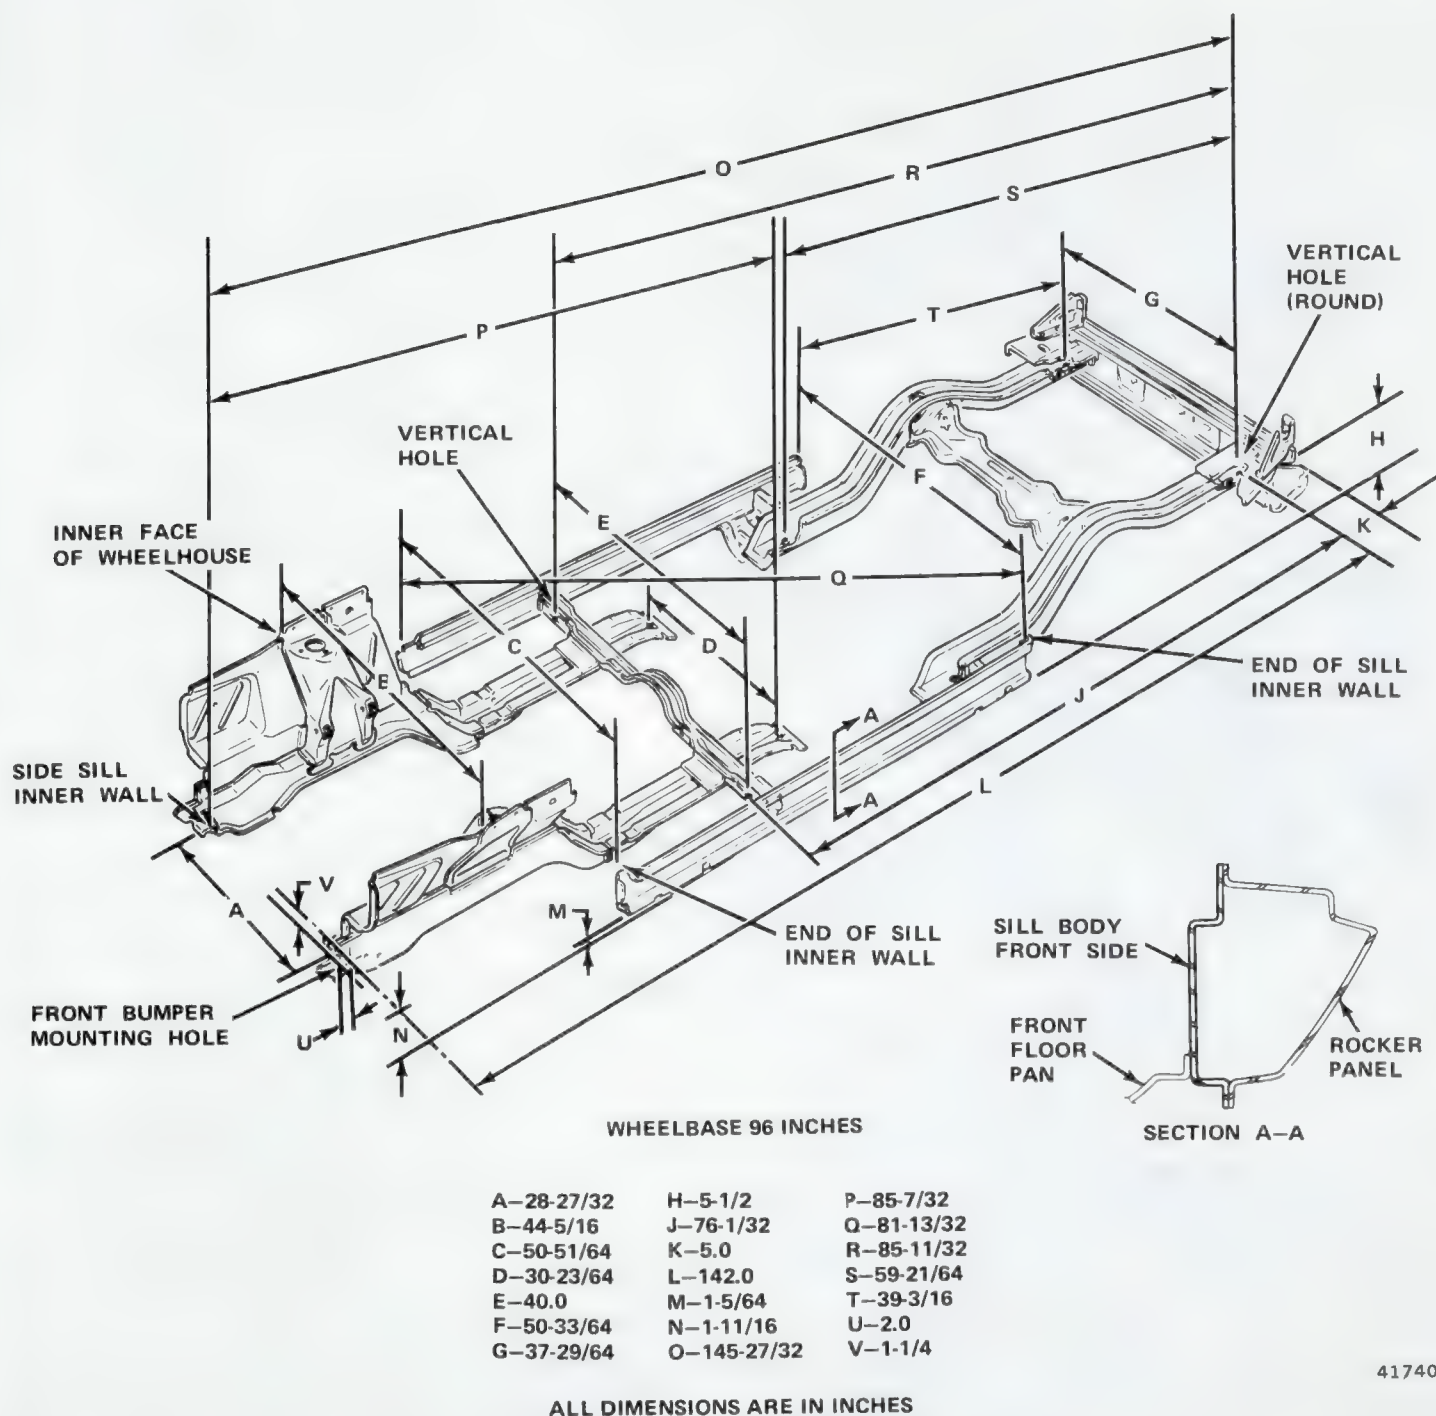 O
R
S
VERTICAL
HOLE
(ROUND)
G
T
P
H
VERTICAL
HOLE
F
E
K
INNER FACE
OF WHEELHOUSE
Q
D
C
B
END OF SILL
INNER WALL
J
A
SIDE SILL
INNER WALL
L
A
V
A
M
END OF SILL
INNER WALL
SILL BODY
FRONT SIDE
FRONT BUMPER
MOUNTING HOLE
U
N
FRONT
FLOOR
PAN
ROCKER
PANEL
SECTION A–A
WHEELBASE 96 INCHES
A–28-27/32 H–5-1/2 P–85-7/32
B–44-5/16 J–76-1/32 Q–81-13/32
C–50-51/64 K–5.0 R–85-11/32
D–30-23/64 L–142.0 S–59-21/64
E–40.0 M–1-5/64 T–39-3/16
F–50-33/64 N–1-11/16 U–2.0
G–37-29/64 O–145-27/32 V–1-1/4
41740
ALL DIMENSIONS ARE IN INCHES